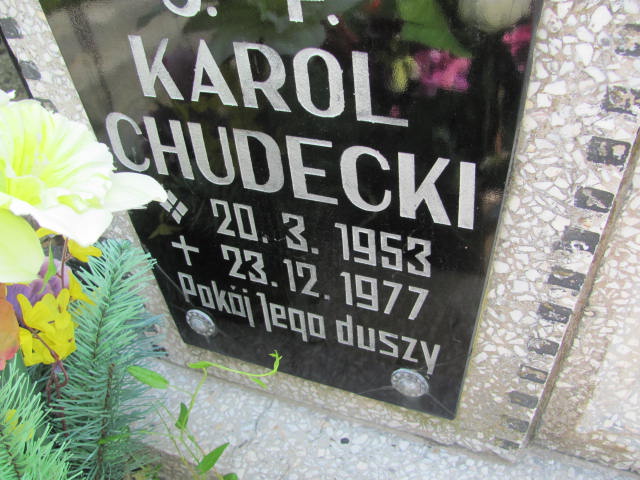 Ś. P.
KAROL
CHUDECKI
20. 3. 1953
+ 23. 12. 1977
Pokój Jego duszy